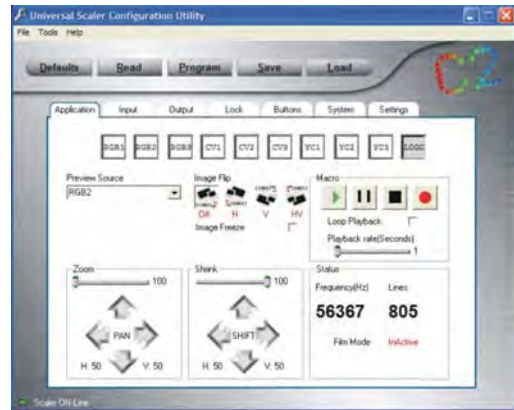 Universal Scaler Configuration Utility
File Tools Help
Defaults Read Program Save Load
C2
Application Input Output Lock Buttons System Settings
RGB1 RGB2 RGB3 CV1 CV2 CV3 YC1 YC2 YC3 LOGO
Preview Source
RGB2
Image Flip
Off H V HV
Image Freeze
Macro
Loop Playback
Playback rate(Seconds)
1
Zoom
100
PAN
H: 50 V: 50
Shrink
100
SHIFT
H: 50 V: 50
Status
Frequency(Hz) Lines
56367 805
Film Mode InActive
Scaler ON Line